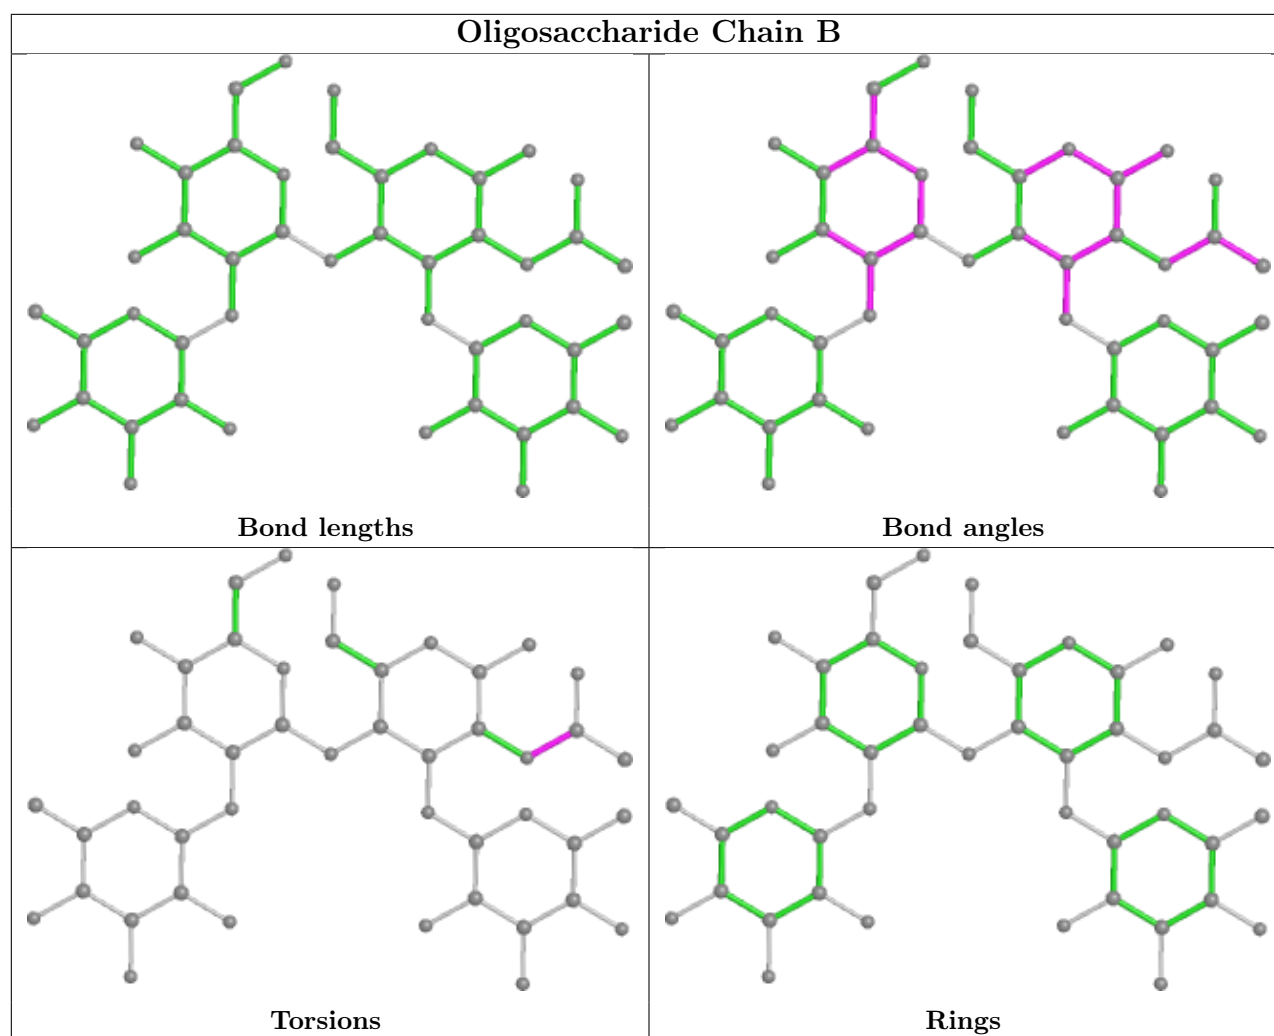 Oligosaccharide Chain B
Bond lengths
Bond angles
Torsions
Rings